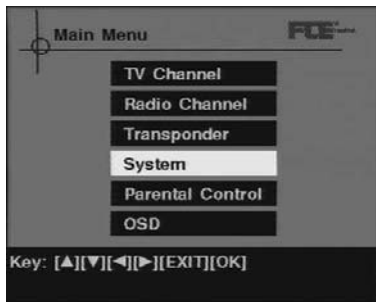 Main Menu
TV Channel
Radio Channel
Transponder
System
Parental Control
OSD
Key: [▲][▼][◀][▶][EXIT][OK]